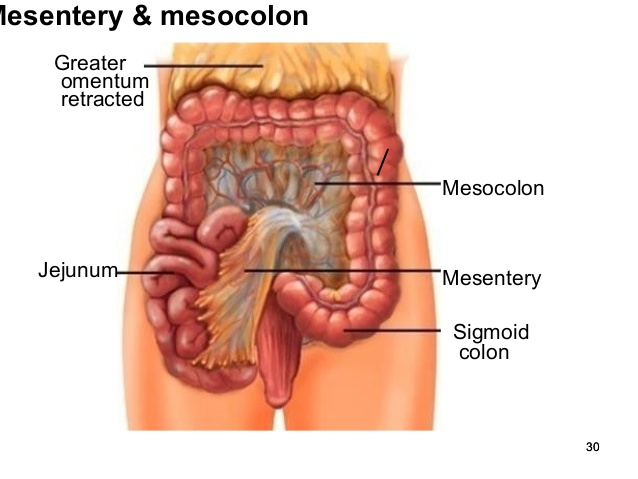 Mesentery & mesocolon
Greater
omentum
retracted
Mesocolon
Jejunum
Mesentery
Sigmoid
colon
30